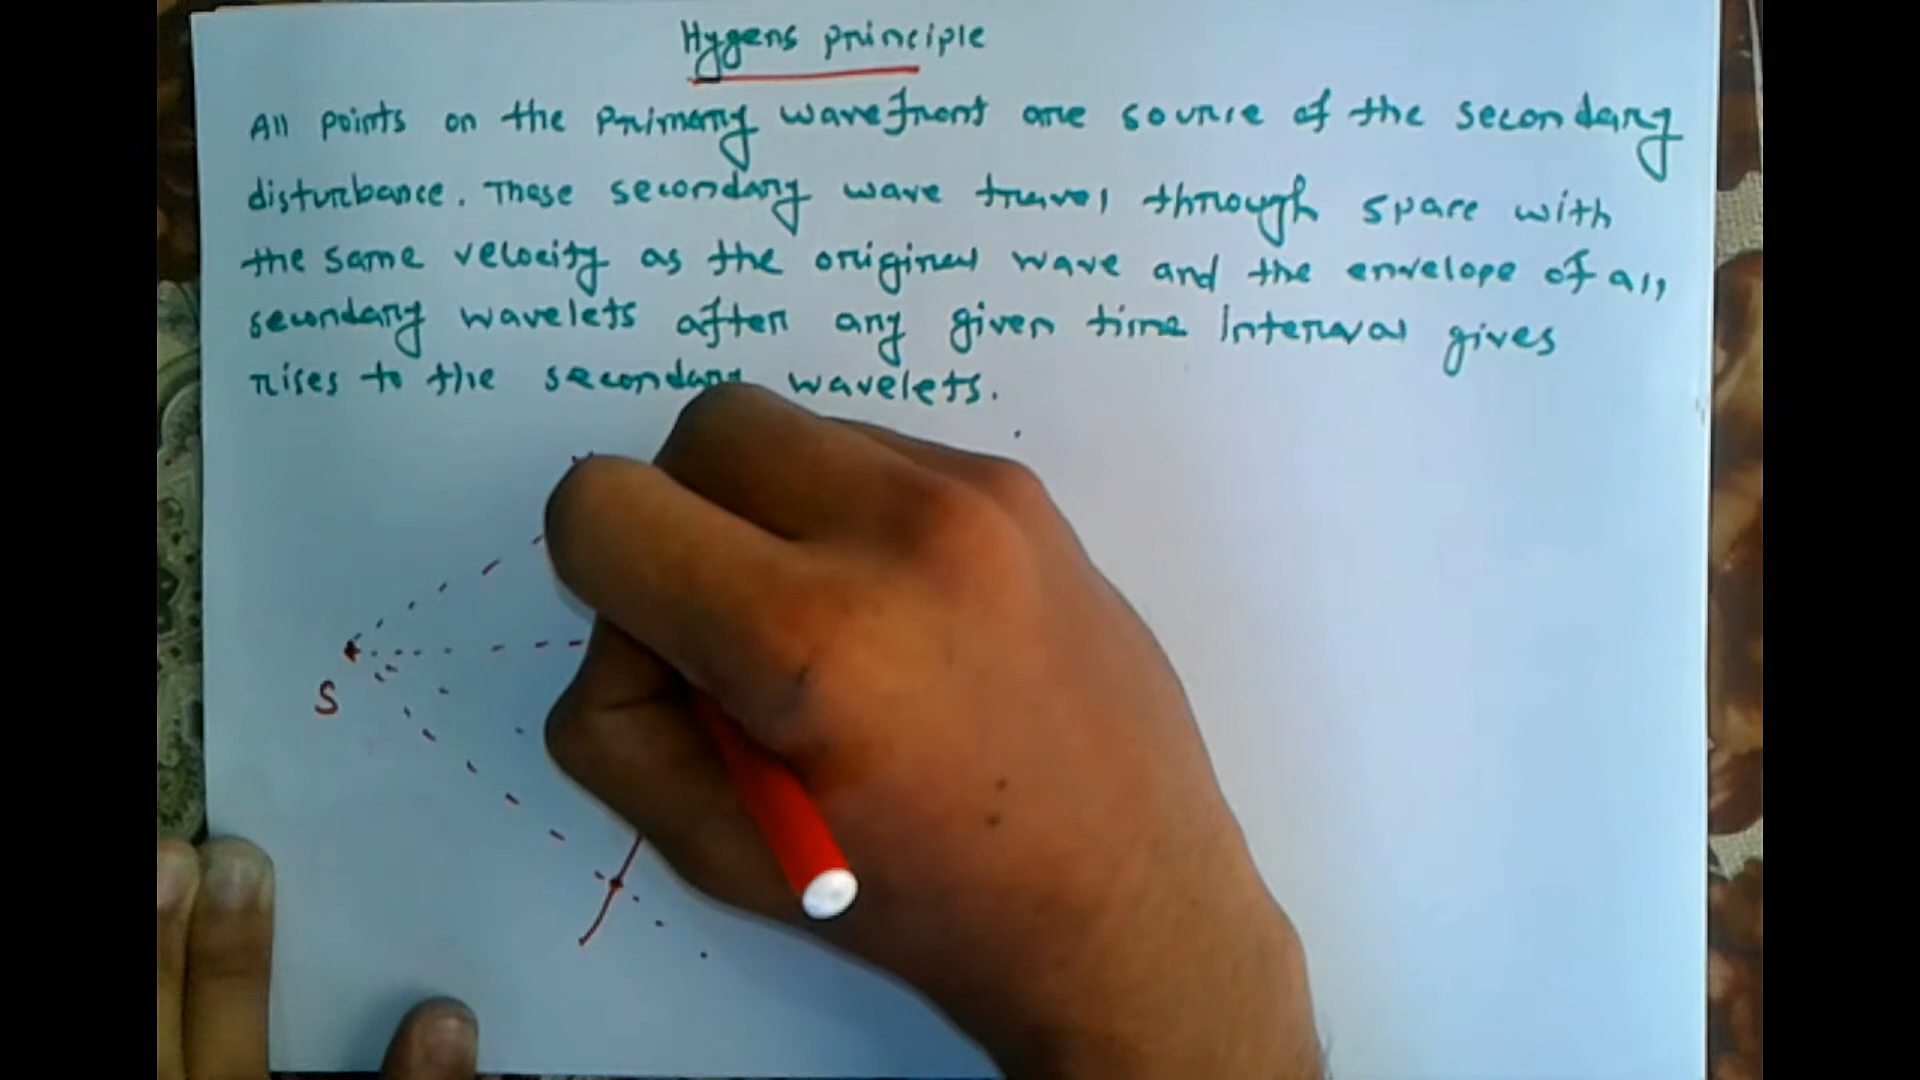 Hygens principle
All points on the primary wavefront are source of the secondary
disturbance. These secondary wave travel through space with
the same velocity as the original wave and the envelope of all
secondary wavelets after any given time interval gives
rises to the secondary wavelets.
S